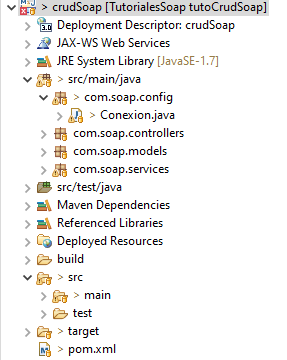 > crudSoap [TutorialesSoap tutoCrudSoap]
> Deployment Descriptor: crudSoap
> JAX-WS Web Services
> JRE System Library [JavaSE-1.7]
> src/main/java
> com.soap.config
> Conexion.java
com.soap.controllers
com.soap.models
com.soap.services
src/test/java
Maven Dependencies
Referenced Libraries
Deployed Resources
build
> src
> main
test
> target
> pom.xml